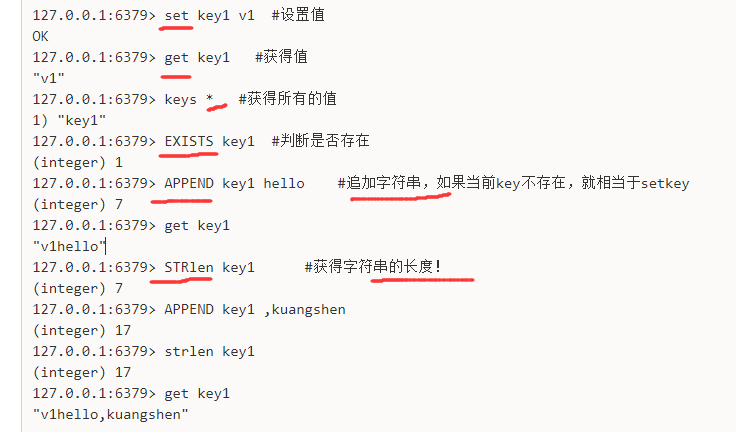 127.0.0.1:6379> set key1 v1  #设置值
OK
127.0.0.1:6379> get key1   #获得值
"v1"
127.0.0.1:6379> keys *   #获得所有的值
1) "key1"
127.0.0.1:6379> EXISTS key1  #判断是否存在
(integer) 1
127.0.0.1:6379> APPEND key1 hello    #追加字符串，如果当前key不存在，就相当于setkey
(integer) 7
127.0.0.1:6379> get key1
"v1hello"
127.0.0.1:6379> STRlen key1      #获得字符串的长度！
(integer) 7
127.0.0.1:6379> APPEND key1 ,kuangshen
(integer) 17
127.0.0.1:6379> strlen key1
(integer) 17
127.0.0.1:6379> get key1
"v1hello,kuangshen"